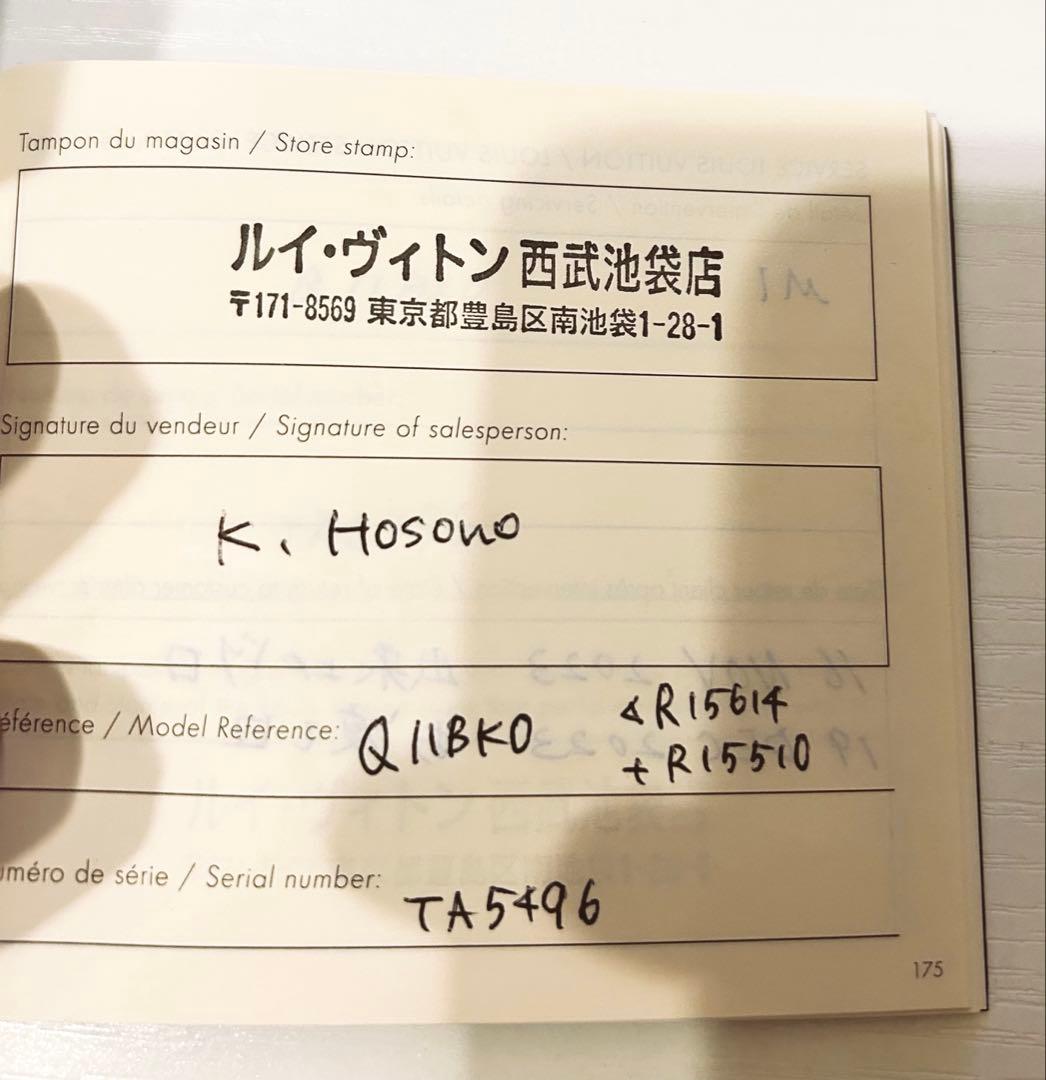 Tampon du magasin / Store stamp:
ルイ・ヴィトン 西武池袋店
〒171-8569 東京都豊島区南池袋1-28-1
Signature du vendeur / Signature of salesperson:
K. Hosono
éférence / Model Reference: Q11BK0
R15614
+ R15510
uméro de série / Serial number:
TA5496
175